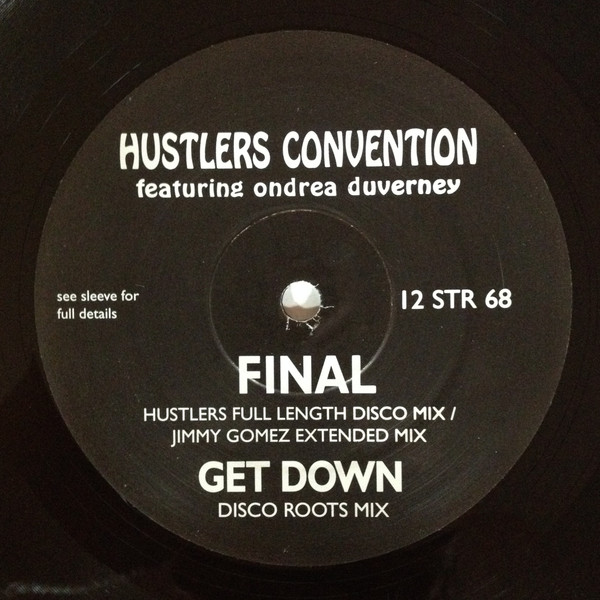 HUSTLERS CONVENTION
featuring ondrea duverney
see sleeve for
full details
12 STR 68
FINAL
HUSTLERS FULL LENGTH DISCO MIX /
JIMMY GOMEZ EXTENDED MIX
GET DOWN
DISCO ROOTS MIX